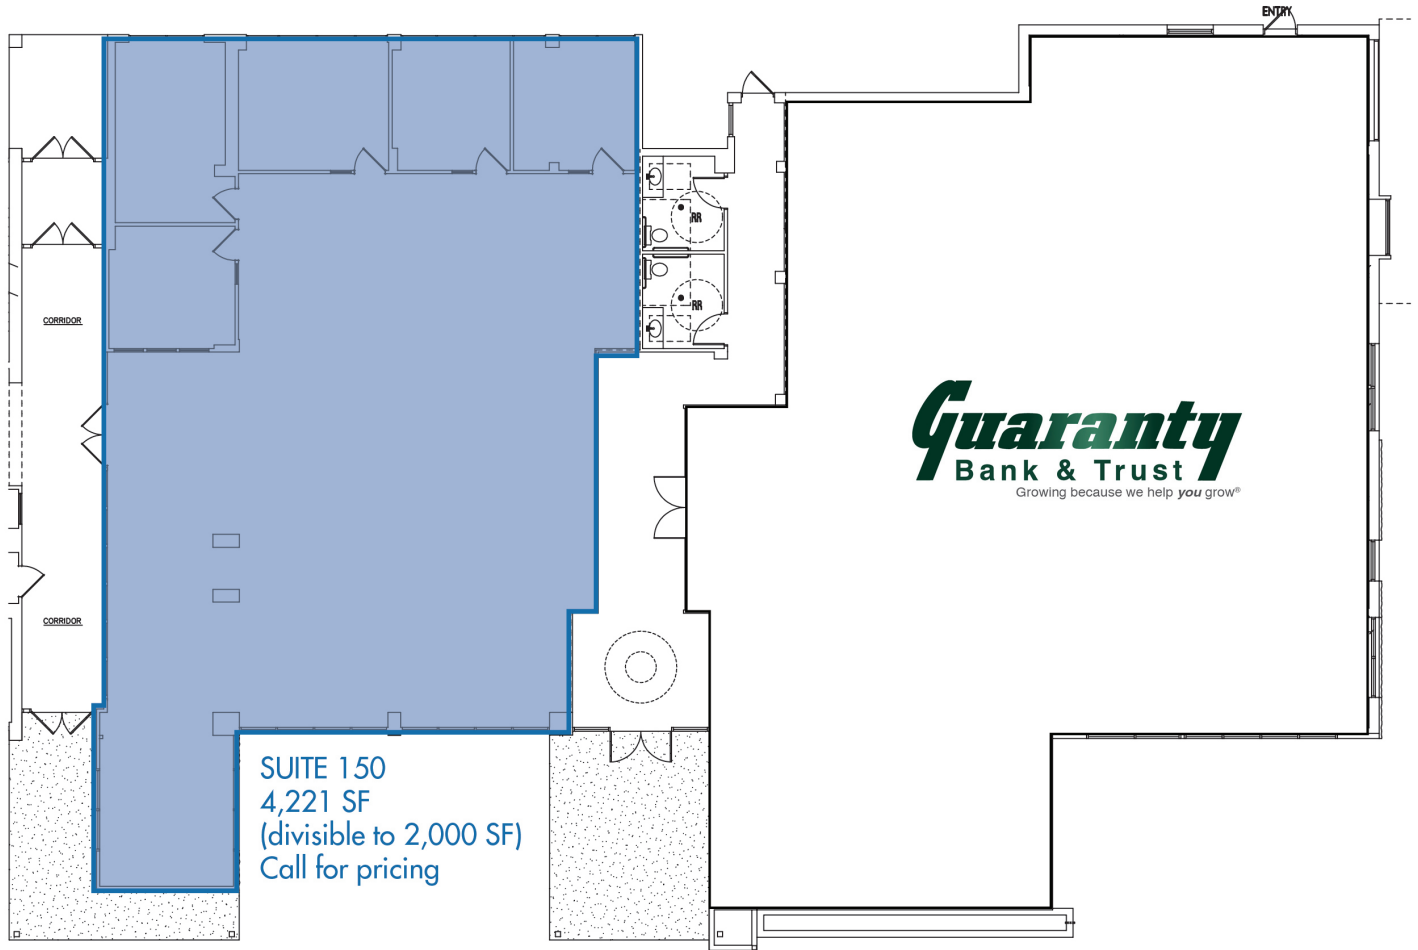 ENTRY
RR
RR
CORRIDOR
Guaranty
Bank & Trust
Growing because we help you grow®
CORRIDOR
SUITE 150
4,221 SF
(divisible to 2,000 SF)
Call for pricing